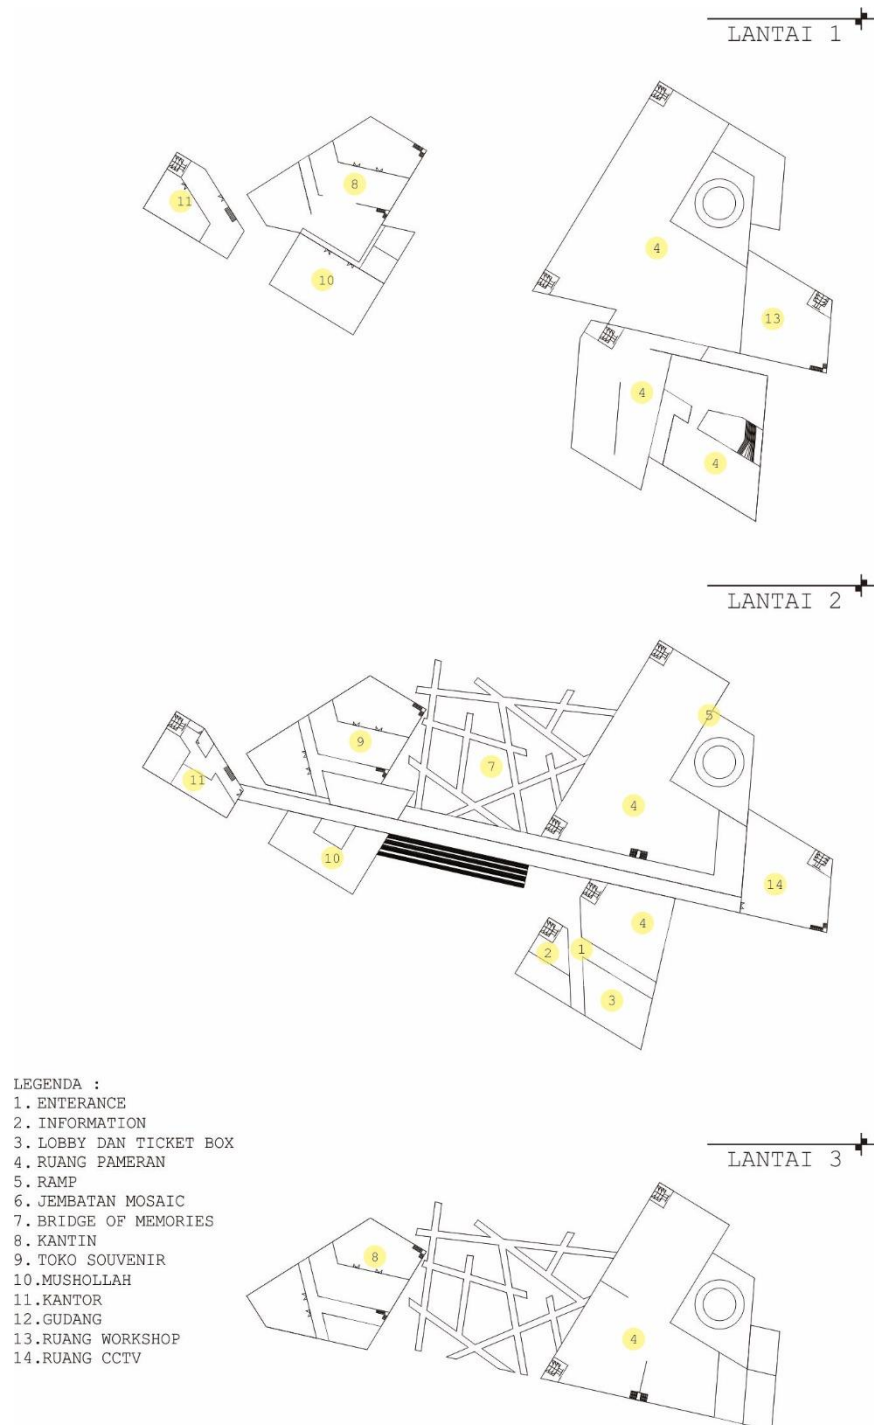 LANTAI 1
8
11
4
10
13
4
4
LANTAI 2
5
9
7
11
4
10
14
4
1
2
3
LEGENDA :
1. ENTERANCE
2. INFORMATION
3. LOBBY DAN TICKET BOX
4. RUANG PAMERAN
5. RAMP
6. JEMBATAN MOSAIC
7. BRIDGE OF MEMORIES
8. KANTIN
9. TOKO SOUVENIR
10.MUSHOLLAH
11.KANTOR
12.GUDANG
13.RUANG WORKSHOP
14.RUANG CCTV
LANTAI 3
8
4